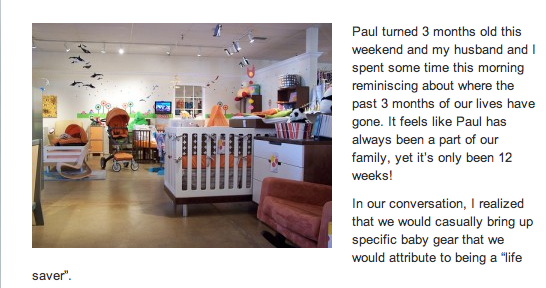 Paul turned 3 months old this
weekend and my husband and I
spent some time this morning
reminiscing about where the
past 3 months of our lives have
gone. It feels like Paul has
always been a part of our
family, yet it's only been 12
weeks!
In our conversation, I realized
that we would casually bring up
specific baby gear that we
would attribute to being a "life
saver".